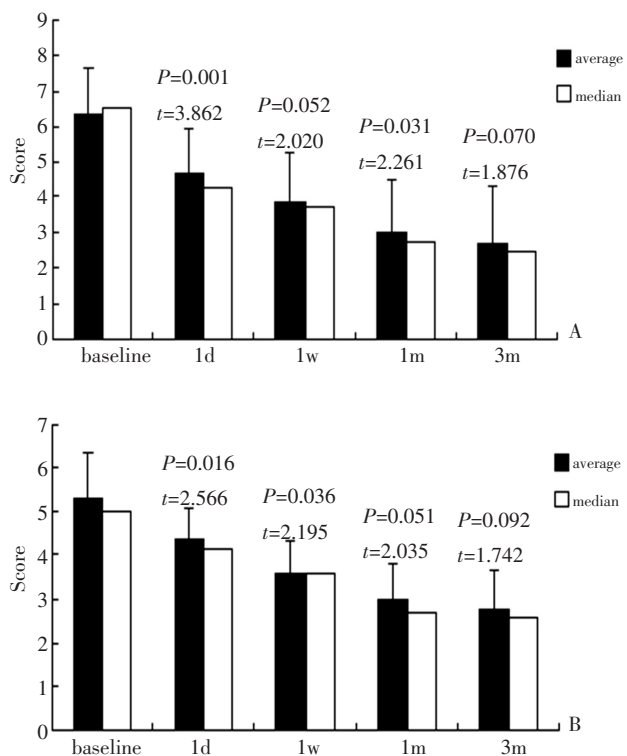 9
8
7
6
5
4
3
2
1
0
Score
average
median
P=0.001
t=3.862
P=0.052
t=2.020
P=0.031
t=2.261
P=0.070
t=1.876
baseline 1d 1w 1m 3m
A
7
6
5
4
3
2
1
0
Score
average
median
P=0.016
t=2.566
P=0.036
t=2.195
P=0.051
t=2.035
P=0.092
t=1.742
baseline 1d 1w 1m 3m
B